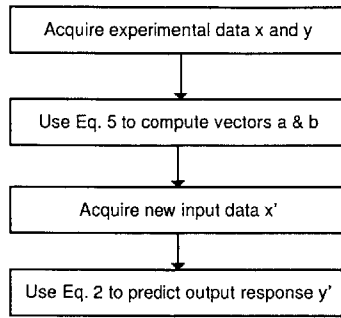 Acquire experimental data x and y
Use Eq. 5 to compute vectors a & b
Acquire new input data x'
Use Eq. 2 to predict output response y'